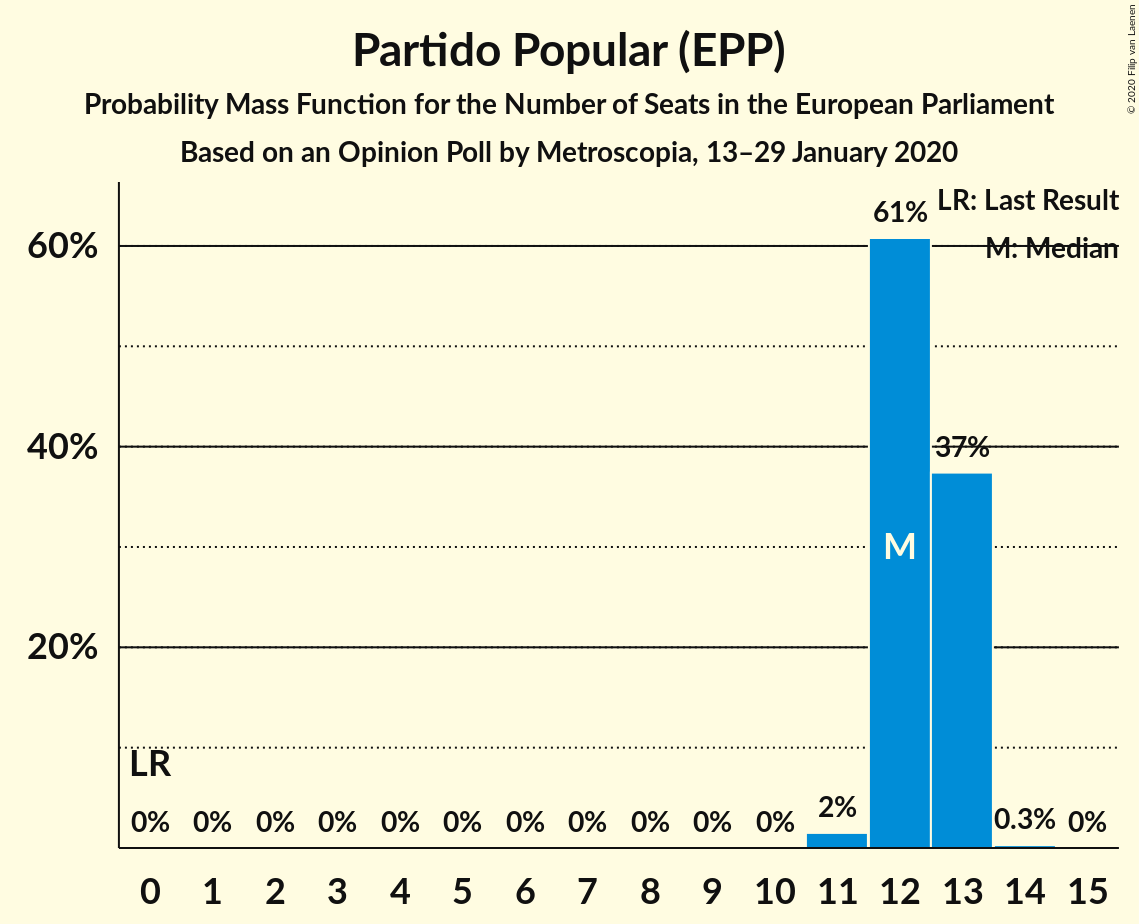 Partido Popular (EPP)
Probability Mass Function for the Number of Seats in the European Parliament
Based on an Opinion Poll by Metroscopia, 13–29 January 2020
© 2020 Filip van Laenen
LR: Last Result
M: Median
60%
40%
20%
61%
37%
M
LR
0% 0% 0% 0% 0% 0% 0% 0% 0% 0% 0% 2% 0.3% 0%
0 1 2 3 4 5 6 7 8 9 10 11 12 13 14 15